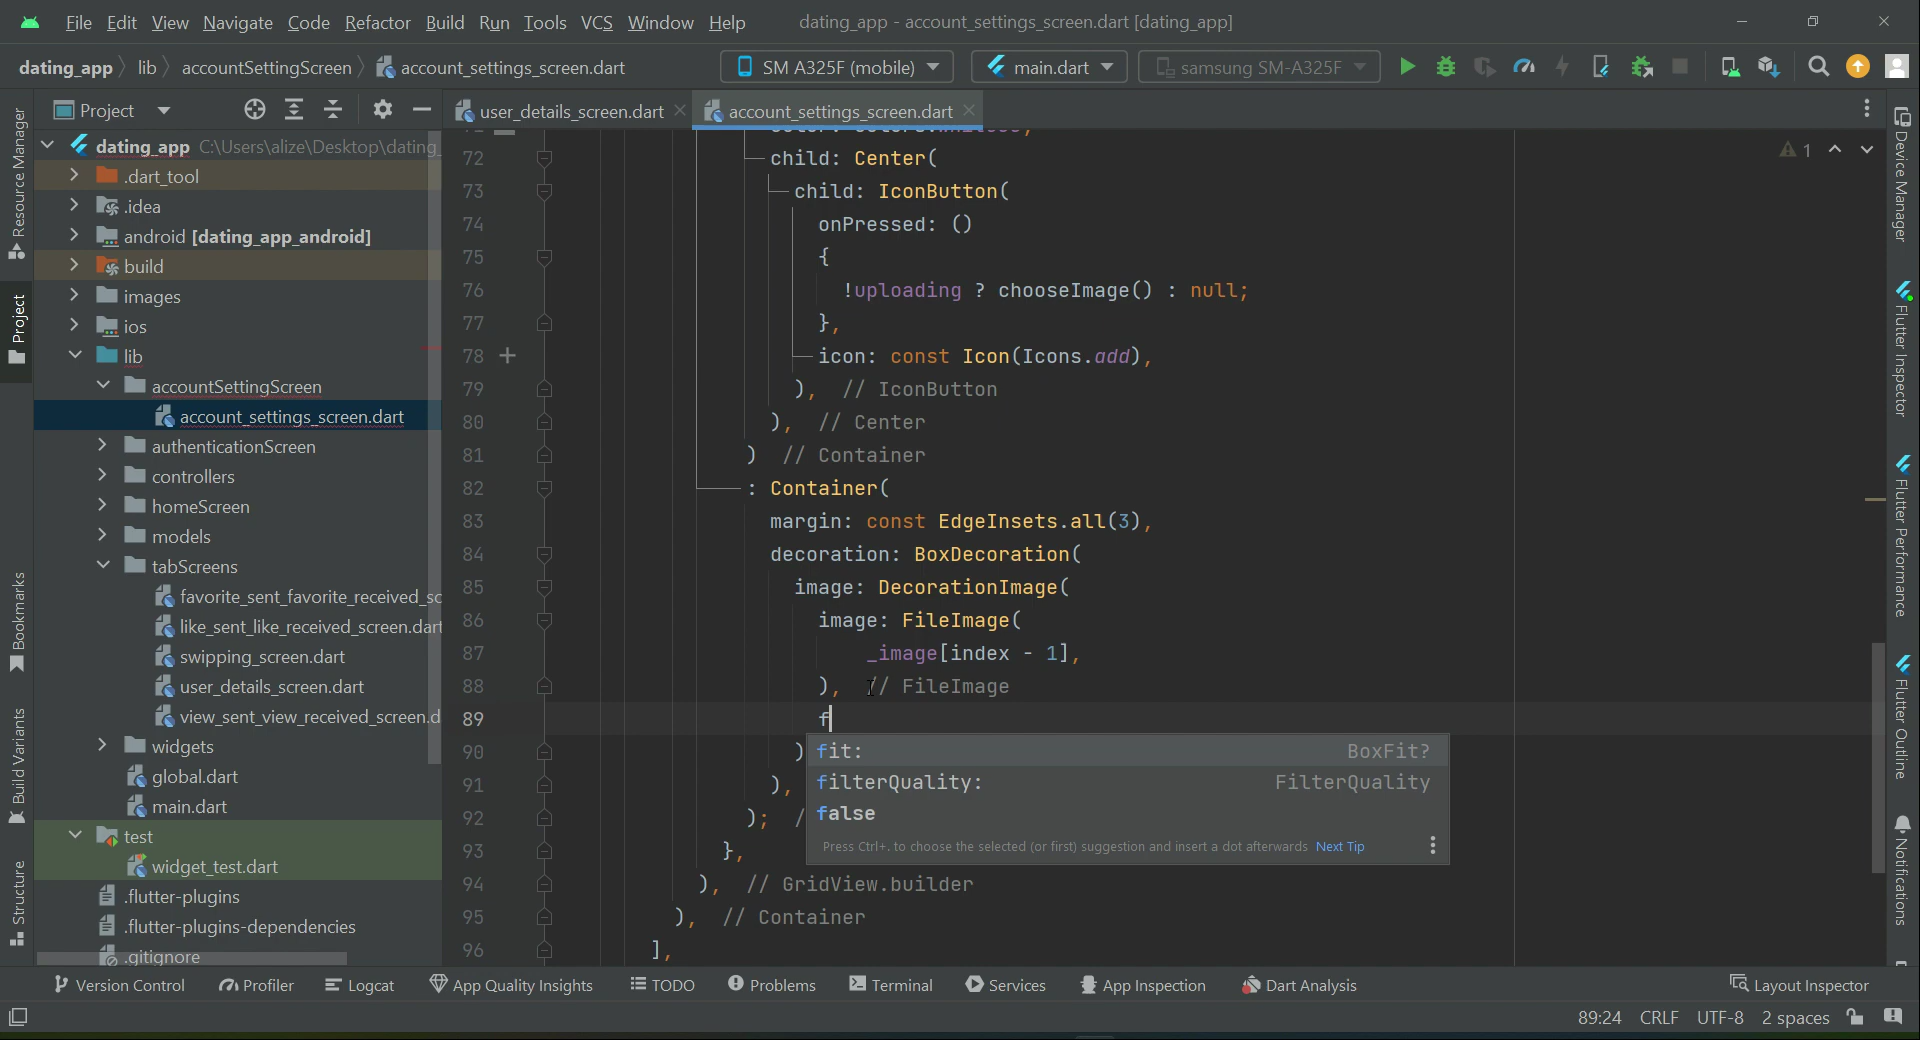 File Edit View Navigate Code Refactor Build Run Tools VCS Window Help dating_app - account_settings_screen.dart [dating_app]
dating_app lib accountSettingScreen account_settings_screen.dart SM A325F (mobile) main.dart samsung SM-A325F
Project
user_details_screen.dart account_settings_screen.dart
dating_app C:\Users\alize\Desktop\dating_
.dart_tool
.idea
android [dating_app_android]
build
images
ios
lib
accountSettingScreen
account_settings_screen.dart
authenticationScreen
controllers
homeScreen
models
tabScreens
favorite_sent_favorite_received_sc
like_sent_like_received_screen.dart
swipping_screen.dart
user_details_screen.dart
view_sent_view_received_screen.d
widgets
global.dart
main.dart
test
widget_test.dart
.flutter-plugins
.flutter-plugins-dependencies
.gitignore
72 child: Center(
73 child: IconButton(
74 onPressed: ()
75 {
76 !uploading ? chooseImage() : null;
77 },
78 icon: const Icon(Icons.add),
79 ), // IconButton
80 ), // Center
81 ) // Container
82 : Container(
83 margin: const EdgeInsets.all(3),
84 decoration: BoxDecoration(
85 image: DecorationImage(
86 image: FileImage(
87 _image[index - 1],
88 ), // FileImage
89 f
90 )
91 ),
92 ); /
93 },
94 ), // GridView.builder
95 ), // Container
96 ],
fit: BoxFit?
filterQuality: FilterQuality
false
Press Ctrl+. to choose the selected (or first) suggestion and insert a dot afterwards Next Tip
1
Resource Manager
Project
Bookmarks
Build Variants
Structure
Device Manager
Flutter Inspector
Flutter Performance
Flutter Outline
Notifications
Version Control Profiler Logcat App Quality Insights TODO Problems Terminal Services App Inspection Dart Analysis Layout Inspector
89:24 CRLF UTF-8 2 spaces